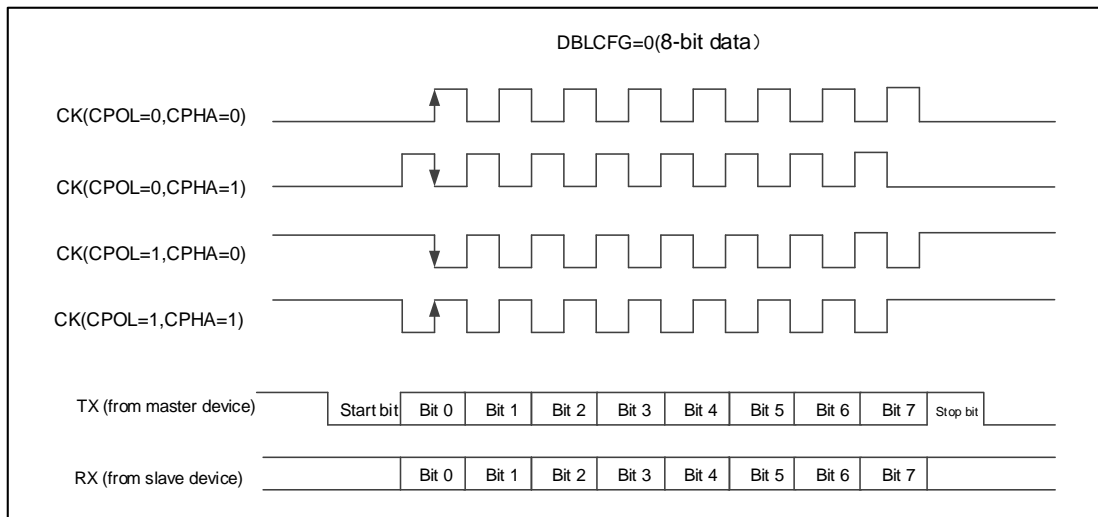 DBLCFG=0(8-bit data）
CK(CPOL=0,CPHA=0)
CK(CPOL=0,CPHA=1)
CK(CPOL=1,CPHA=0)
CK(CPOL=1,CPHA=1)
TX (from master device) Start bit Bit 0 Bit 1 Bit 2 Bit 3 Bit 4 Bit 5 Bit 6 Bit 7 Stop bit
RX (from slave device) Bit 0 Bit 1 Bit 2 Bit 3 Bit 4 Bit 5 Bit 6 Bit 7